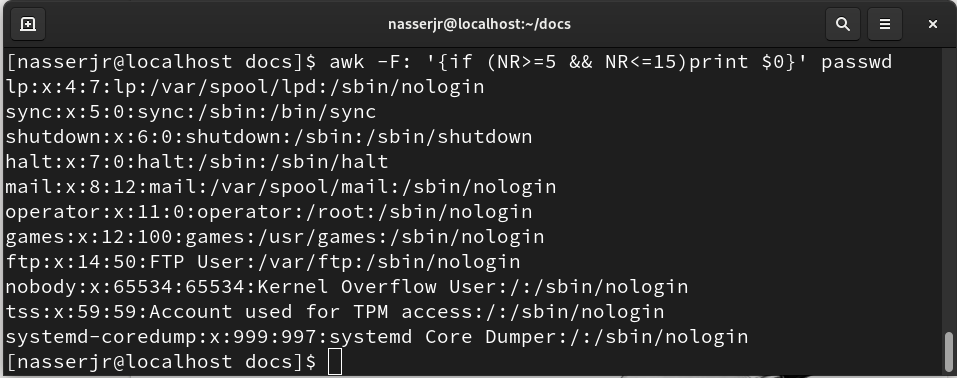 nasserjr@localhost:~/docs
[nasserjr@localhost docs]$ awk -F: '{if (NR>=5 && NR<=15)print $0}' passwd
lp:x:4:7:lp:/var/spool/lpd:/sbin/nologin
sync:x:5:0:sync:/sbin:/bin/sync
shutdown:x:6:0:shutdown:/sbin:/sbin/shutdown
halt:x:7:0:halt:/sbin:/sbin/halt
mail:x:8:12:mail:/var/spool/mail:/sbin/nologin
operator:x:11:0:operator:/root:/sbin/nologin
games:x:12:100:games:/usr/games:/sbin/nologin
ftp:x:14:50:FTP User:/var/ftp:/sbin/nologin
nobody:x:65534:65534:Kernel Overflow User:/:/sbin/nologin
tss:x:59:59:Account used for TPM access:/:/sbin/nologin
systemd-coredump:x:999:997:systemd Core Dumper:/:/sbin/nologin
[nasserjr@localhost docs]$